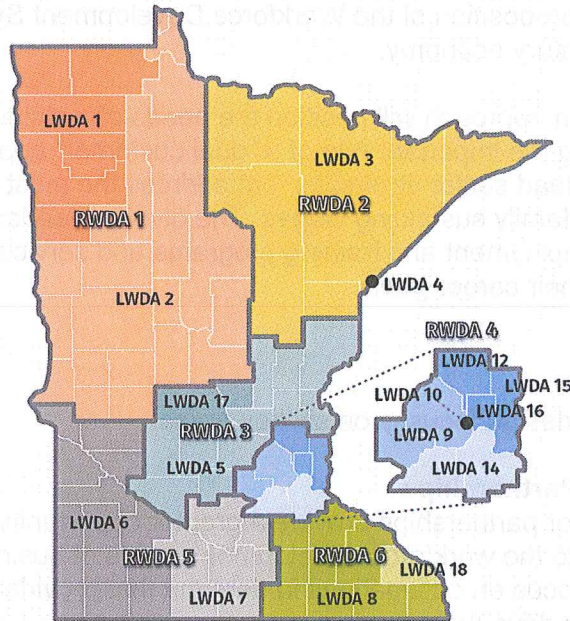 LWDA 1
LWDA 3
RWDA 1
RWDA 2
LWDA 2
LWDA 4
RWDA 4
LWDA 12
LWDA 15
LWDA 10
LWDA 16
LWDA 9
LWDA 14
LWDA 17
RWDA 3
LWDA 5
LWDA 6
RWDA 5
RWDA 6
LWDA 18
LWDA 7
LWDA 8